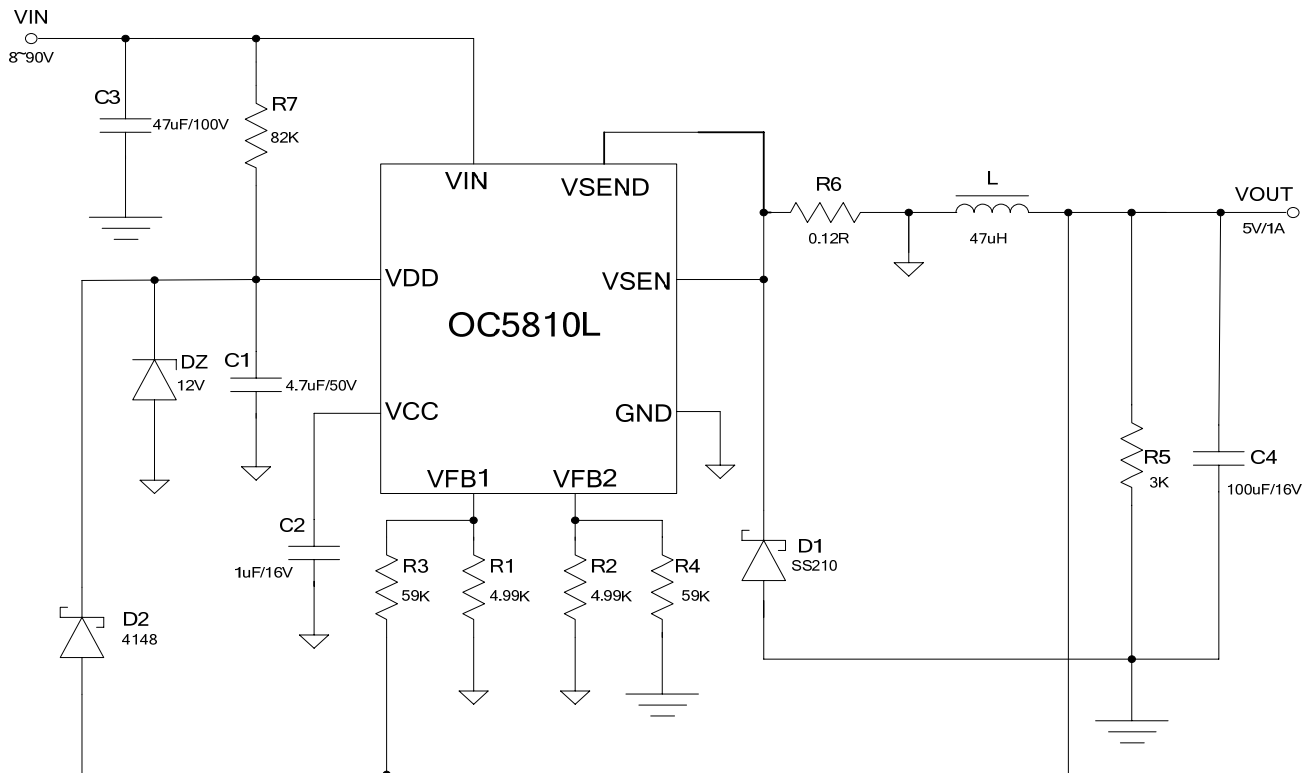 VIN
8~90V
C3
47uF/100V
R7
82K
VIN
VSEND
R6
0.12R
L
47uH
VOUT
5V/1A
VDD
VSEN
OC5810L
DZ
12V
C1
4.7uF/50V
VCC
GND
VFB1
VFB2
R5
3K
C4
100uF/16V
C2
1uF/16V
R3
59K
R1
4.99K
R2
4.99K
R4
59K
D1
SS210
D2
4148